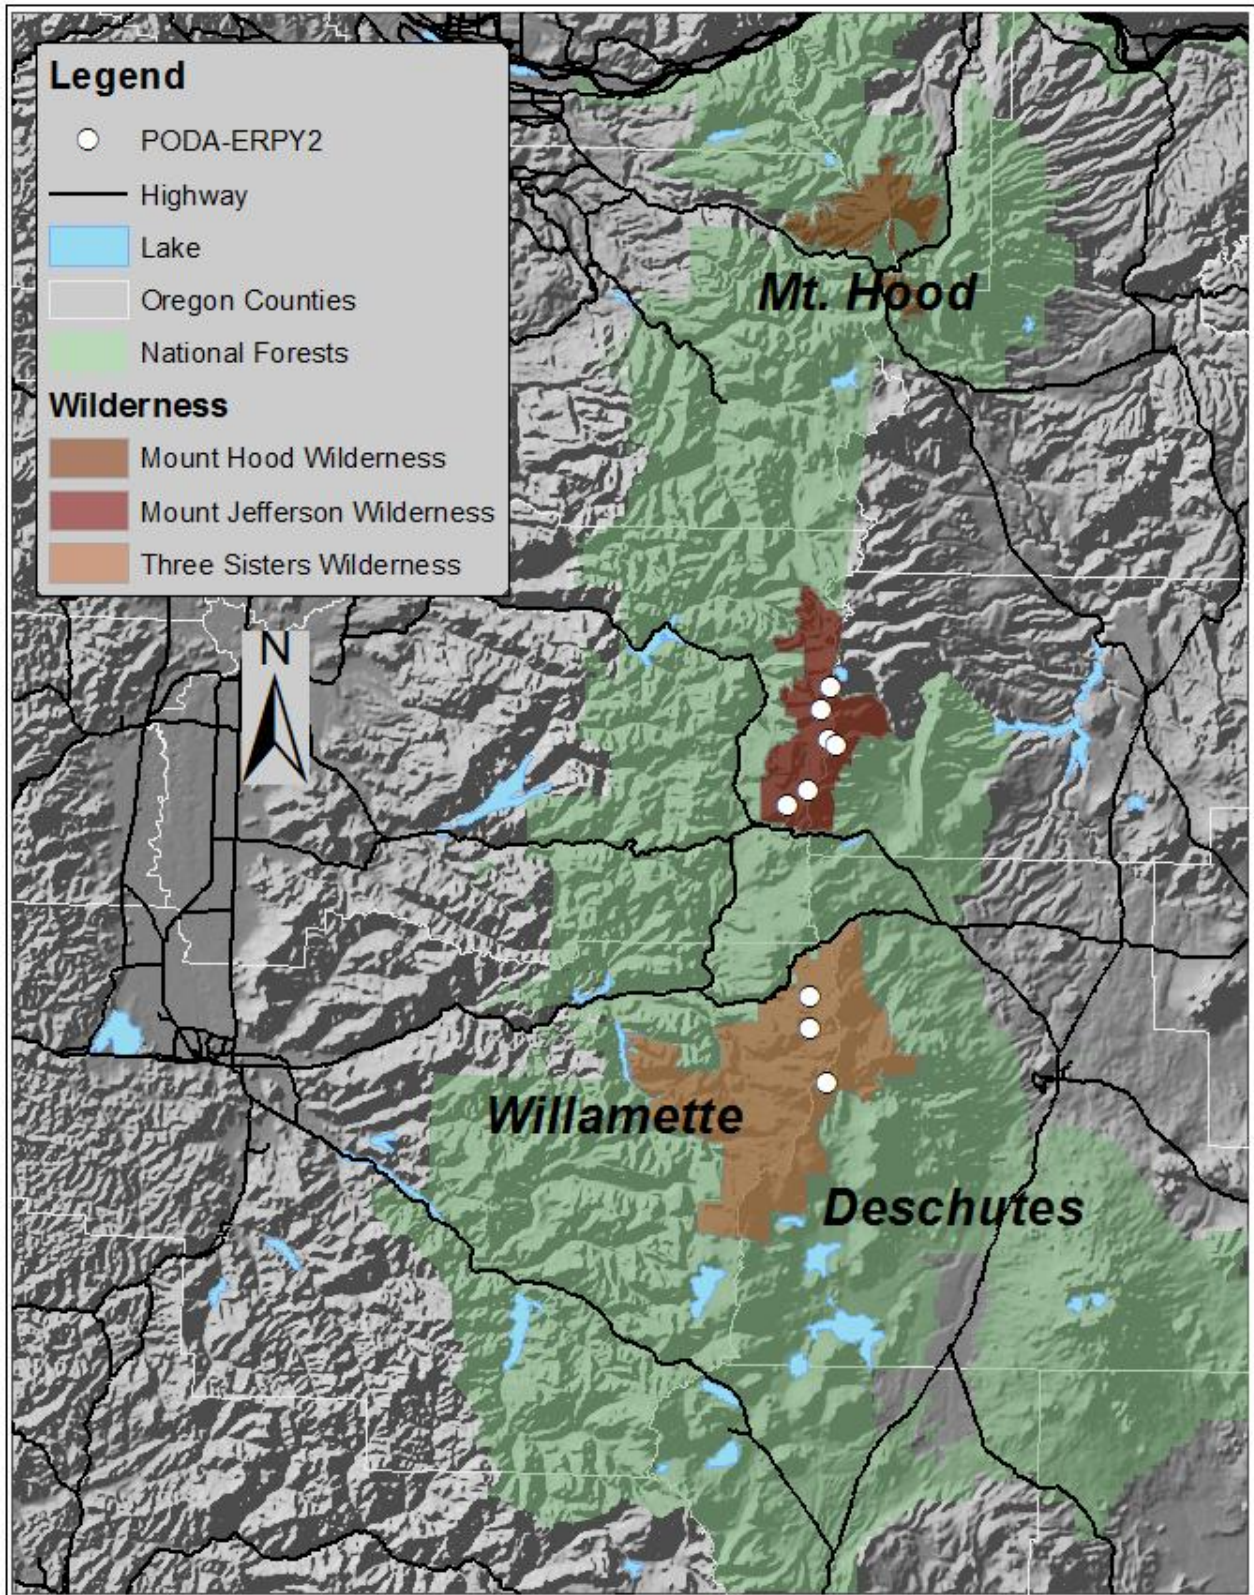 Legend
PODA-ERPY2
Highway
Lake
Oregon Counties
National Forests
Wilderness
Mount Hood Wilderness
Mount Jefferson Wilderness
Three Sisters Wilderness
Mt. Hood
N
Willamette
Deschutes